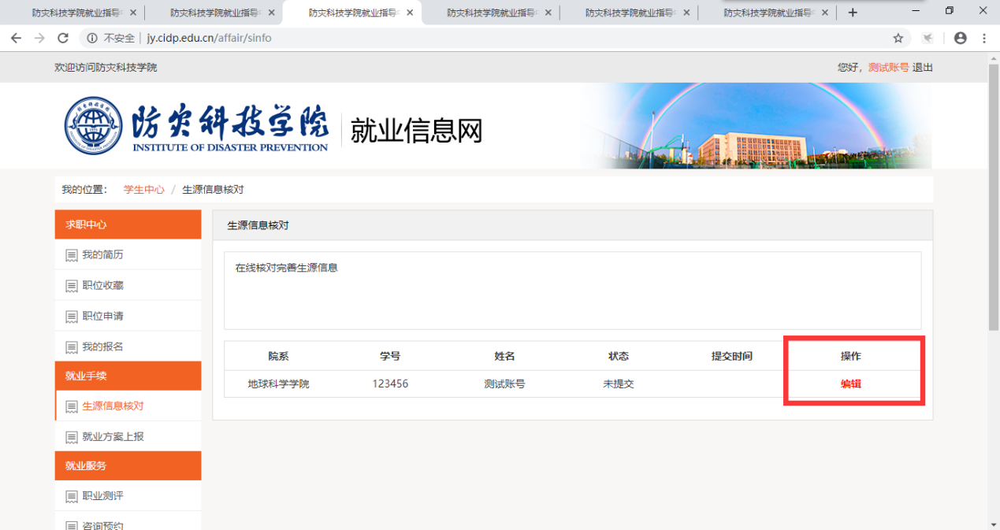 防灾科技学院就业指导
防灾科技学院就业指导
防灾科技学院就业指导
防灾科技学院就业指导
防灾科技学院就业指导
防灾科技学院就业指导
不安全 jy.cidp.edu.cn/affair/sinfo
欢迎访问防灾科技学院
您好，测试账号 退出
防灾科技学院
INSTITUTE OF DISASTER PREVENTION
就业信息网
我的位置： 学生中心 / 生源信息核对
求职中心
我的简历
职位收藏
职位申请
我的报名
就业手续
生源信息核对
就业方案上报
就业服务
职业测评
咨询预约
生源信息核对
在线核对完善生源信息
院系 学号 姓名 状态 提交时间 操作
地球科学学院 123456 测试账号 未提交 编辑